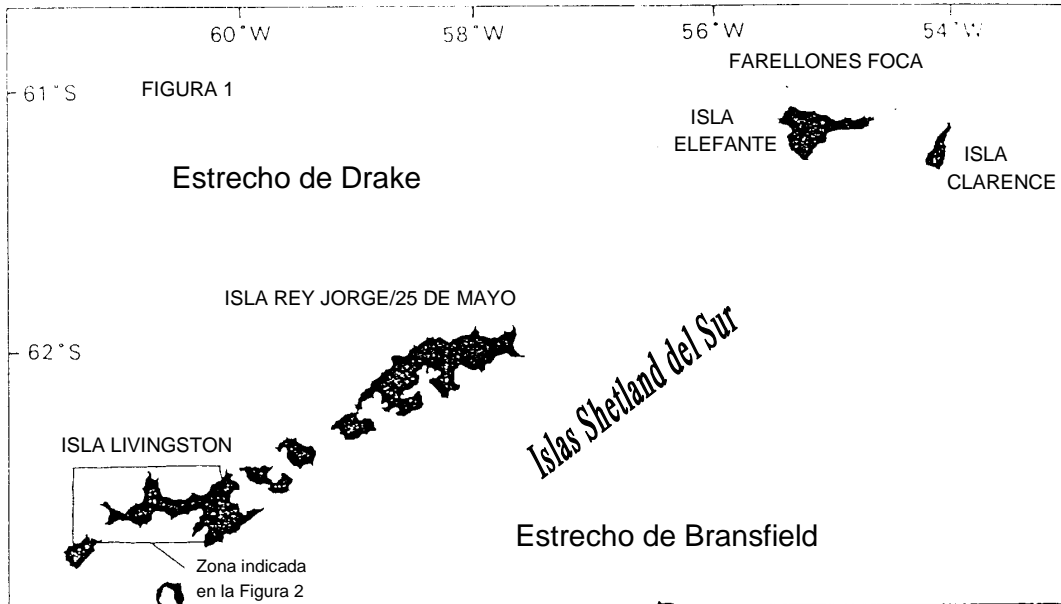 60°W 58°W 56°W 54°W
FARELLONES FOCA
61°S
FIGURA 1
ISLA
ELEFANTE
ISLA
CLARENCE
Estrecho de Drake
ISLA REY JORGE/25 DE MAYO
62°S
Islas Shetland del Sur
ISLA LIVINGSTON
Estrecho de Bransfield
Zona indicada
en la Figura 2